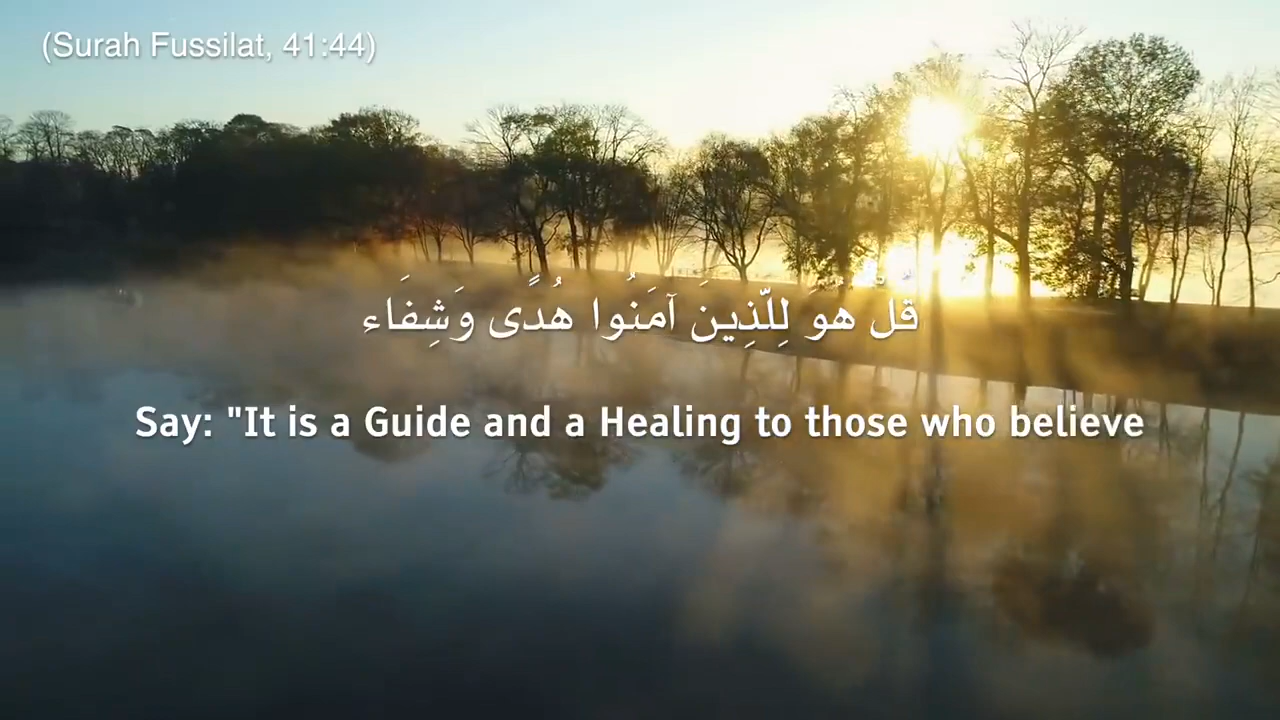 (Surah Fussilat, 41:44)
قُلْ هُو لِلَّذِينَ آمَنُوا هُدًى وَشِفَاء
Say: "It is a Guide and a Healing to those who believe